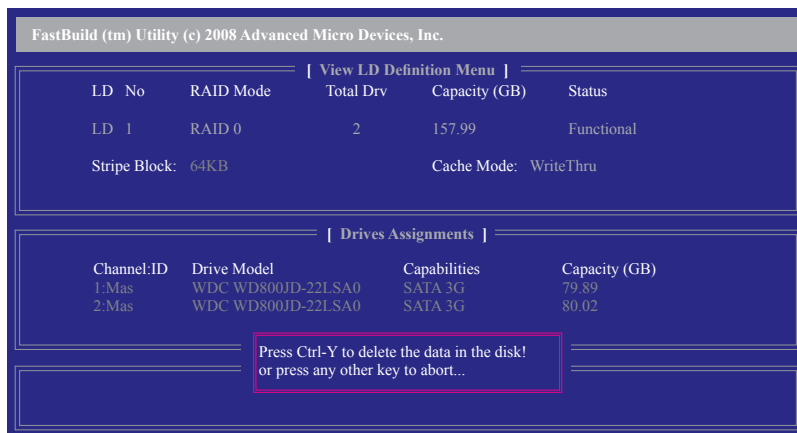 FastBuild (tm) Utility (c) 2008 Advanced Micro Devices, Inc.
[ View LD Definition Menu ]
LD No RAID Mode Total Drv Capacity (GB) Status
LD 1 RAID 0 2 157.99 Functional
Stripe Block: 64KB Cache Mode: WriteThru
[ Drives Assignments ]
Channel:ID Drive Model Capabilities Capacity (GB)
1:Mas WDC WD800JD-22LSA0 SATA 3G 79.89
2:Mas WDC WD800JD-22LSA0 SATA 3G 80.02
Press Ctrl-Y to delete the data in the disk!
or press any other key to abort...